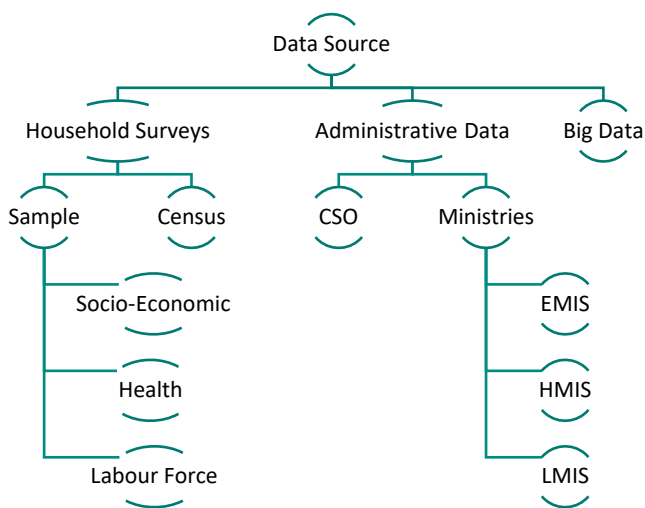 Data Source
Household Surveys
Administrative Data
Big Data
Sample
Census
CSO
Ministries
Socio-Economic
EMIS
Health
HMIS
Labour Force
LMIS